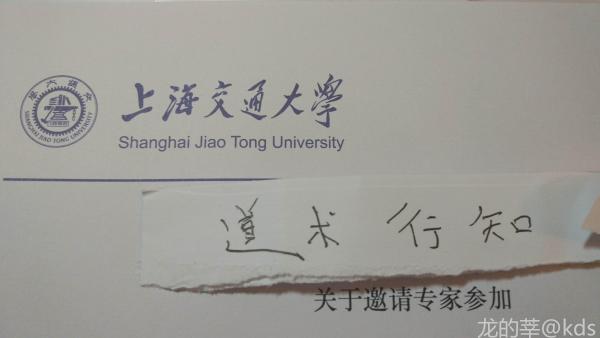 上海交通大學
Shanghai Jiao Tong University
道术行知
关于邀请专家参加
龙的莘@kds